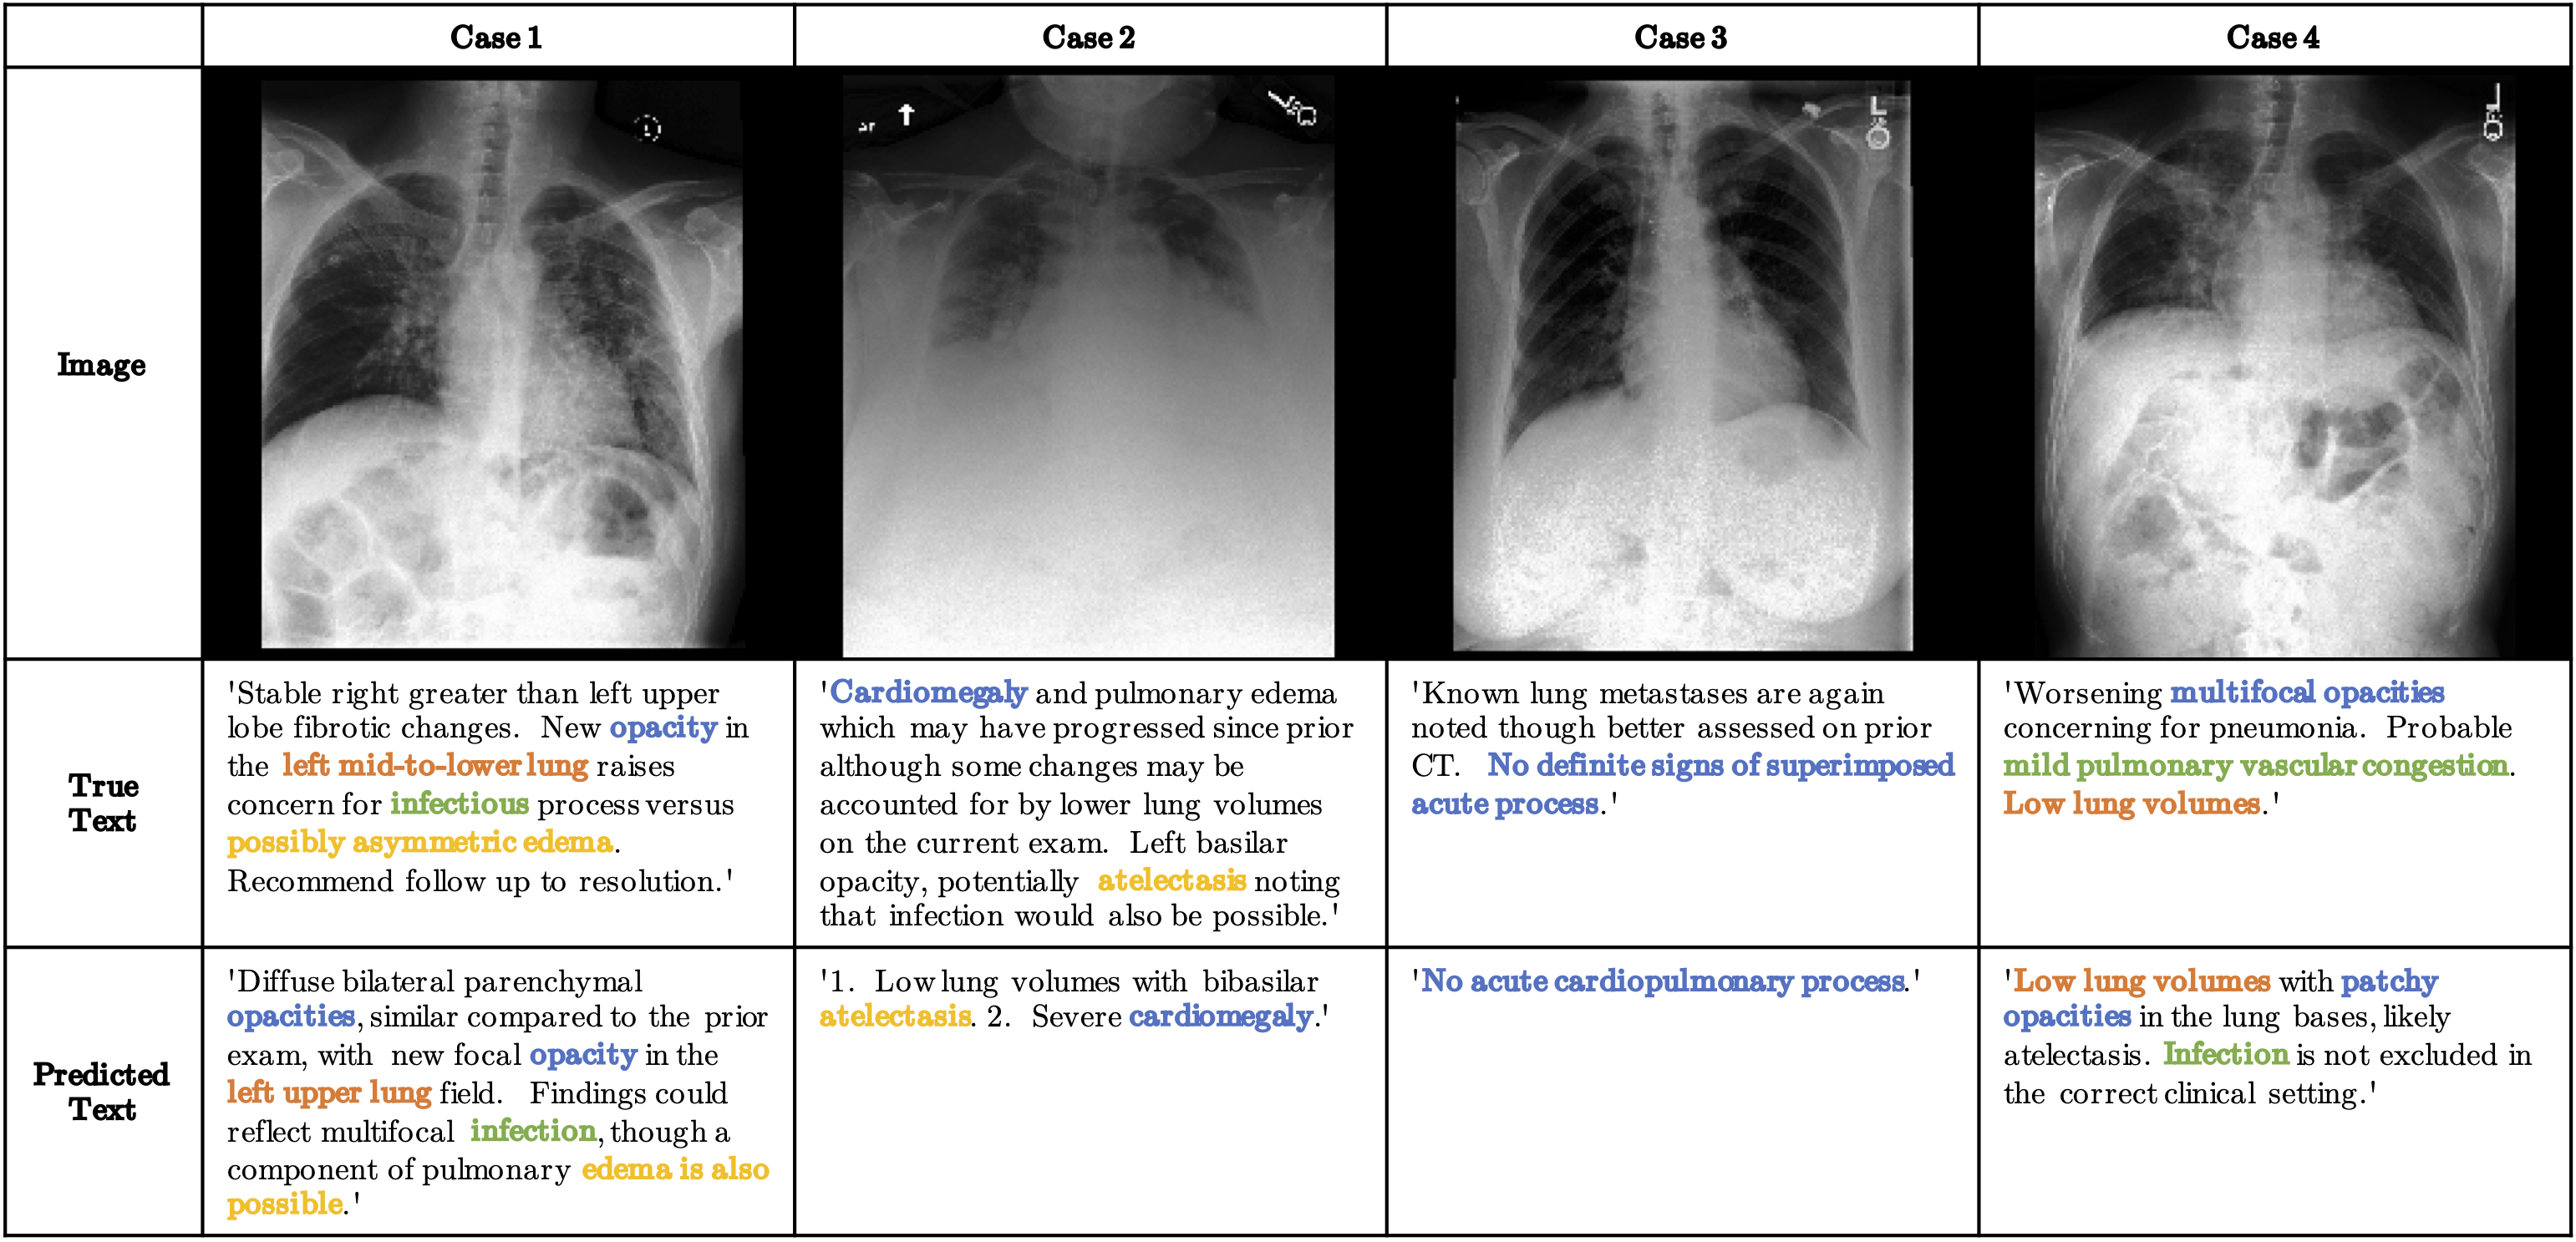 Case 1
Case 2
Case 3
Case 4
Image
L
L
L
True
Text
'Stable right greater than left upper
lobe fibrotic changes. New opacity in
the left mid-to-lower lung raises
concern for infectious process versus
possibly asymmetric edema.
Recommend follow up to resolution.'
'Cardiomegaly and pulmonary edema
which may have progressed since prior
although some changes may be
accounted for by lower lung volumes
on the current exam. Left basilar
opacity, potentially atelectasis noting
that infection would also be possible.'
'Known lung metastases are again
noted though better assessed on prior
CT. No definite signs of superimposed
acute process.'
'Worsening multifocal opacities
concerning for pneumonia. Probable
mild pulmonary vascular congestion.
Low lung volumes.'
Predicted
Text
'Diffuse bilateral parenchymal
opacities, similar compared to the prior
exam, with new focal opacity in the
left upper lung field. Findings could
reflect multifocal infection, though a
component of pulmonary edema is also
possible.'
'1. Low lung volumes with bibasilar
atelectasis. 2. Severe cardiomegaly.'
'No acute cardiopulmonary process.'
'Low lung volumes with patchy
opacities in the lung bases, likely
atelectasis. Infection is not excluded in
the correct clinical setting.'